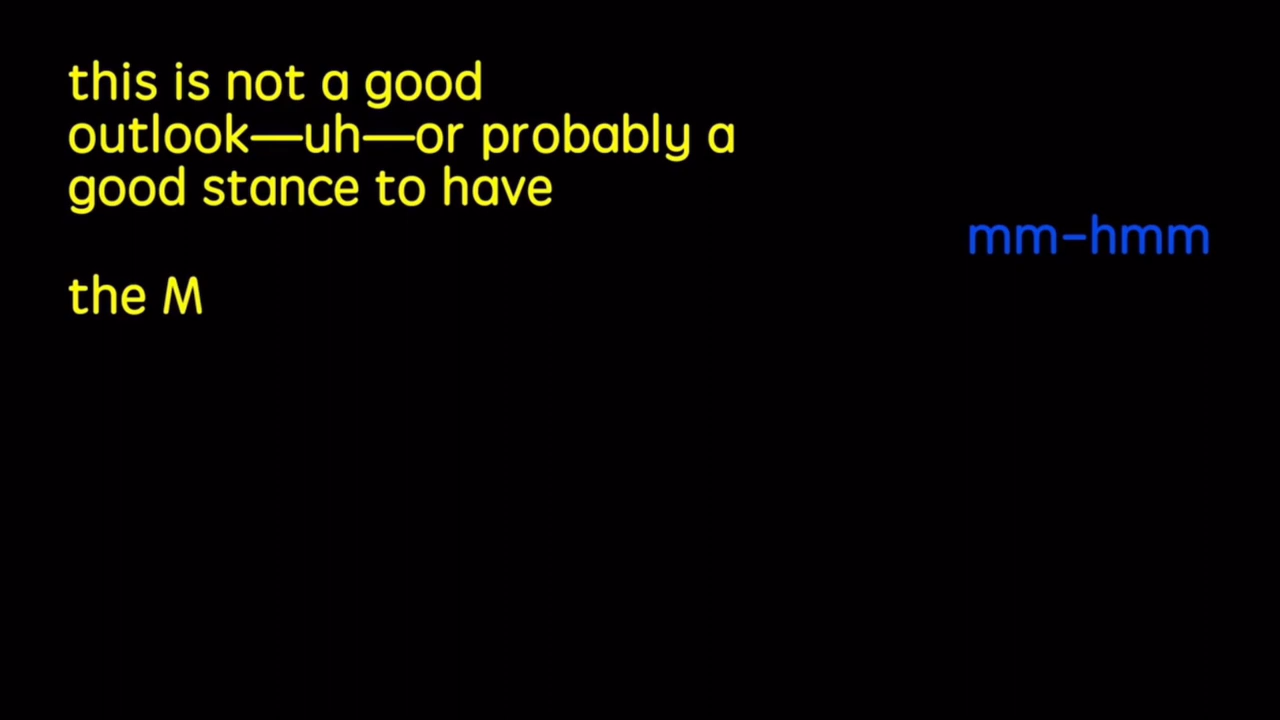 this is not a good
outlook—uh—or probably a
good stance to have
mm-hmm
the M